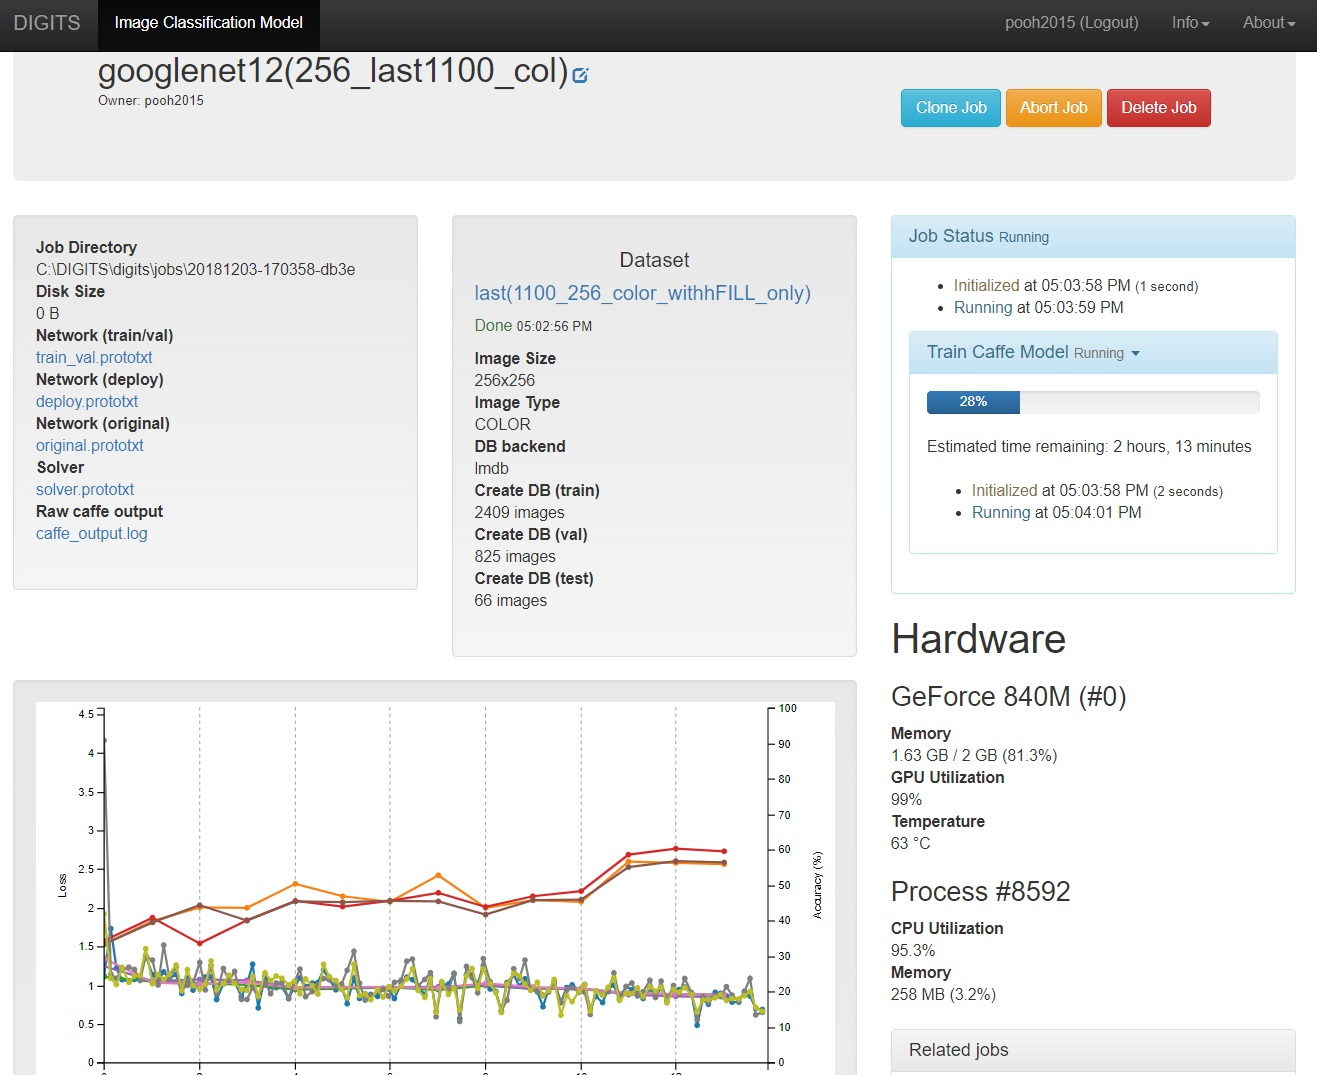 DIGITS Image Classification Model pooh2015 (Logout) Info About
googlenet12(256_last1100_col)
Owner: pooh2015
Clone Job Abort Job Delete Job
Job Directory
C:\DIGITS\digits\jobs\20181203-170358-db3e
Disk Size
0 B
Network (train/val)
train_val.prototxt
Network (deploy)
deploy.prototxt
Network (original)
original.prototxt
Solver
solver.prototxt
Raw caffe output
caffe_output.log
Dataset
last(1100_256_color_withhFILL_only)
Done 05:02:56 PM
Image Size
256x256
Image Type
COLOR
DB backend
lmdb
Create DB (train)
2409 images
Create DB (val)
825 images
Create DB (test)
66 images
Job Status Running
Initialized at 05:03:58 PM (1 second)
Running at 05:03:59 PM
Train Caffe Model Running
28%
Estimated time remaining: 2 hours, 13 minutes
Initialized at 05:03:58 PM (2 seconds)
Running at 05:04:01 PM
Hardware
GeForce 840M (#0)
Memory
1.63 GB / 2 GB (81.3%)
GPU Utilization
99%
Temperature
63 °C
Process #8592
CPU Utilization
95.3%
Memory
258 MB (3.2%)
Related jobs
4.5
4
3.5
3
2.5
2
1.5
1
0.5
0
Loss
100
90
80
70
60
50
40
30
20
10
0
Accuracy (%)